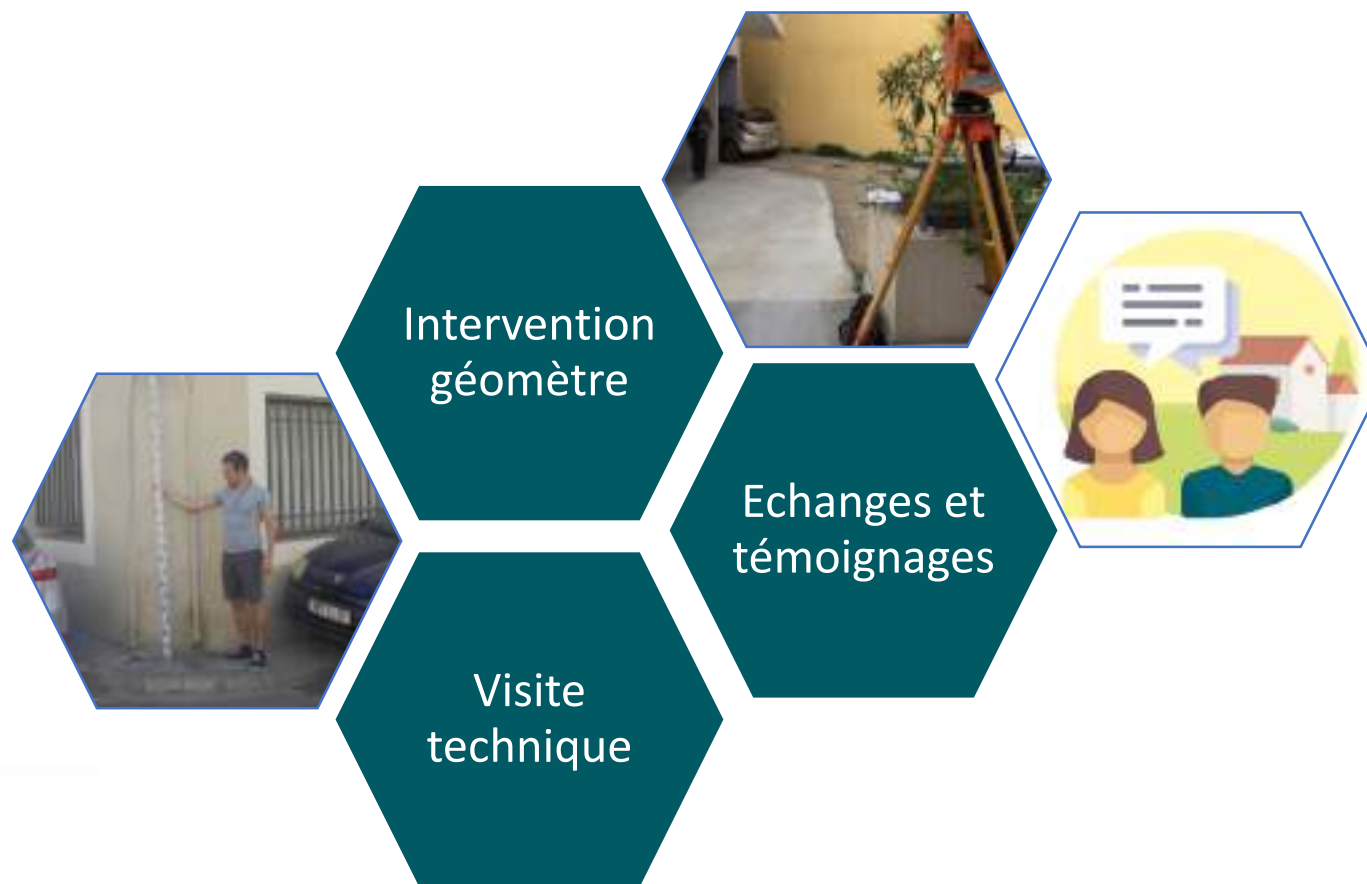 Intervention
géomètre
Echanges et
témoignages
Visite
technique